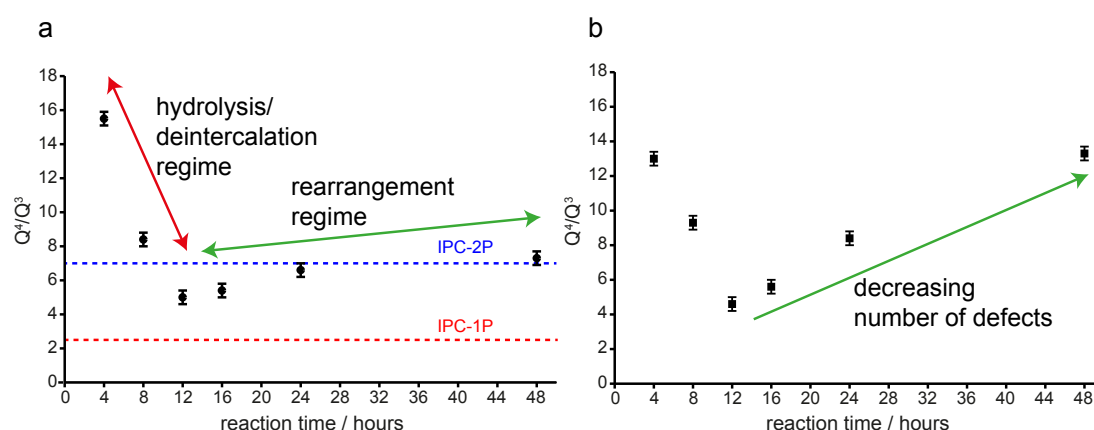 a
18
16
14
12
10
8
6
4
2
0
Q⁴/Q³
hydrolysis/
deintercalation
regime
rearrangement
regime
IPC-2P
IPC-1P
0 4 8 12 16 20 24 28 32 36 40 44 48
reaction time / hours
b
18
16
14
12
10
8
6
4
2
0
Q⁴/Q³
decreasing
number of defects
0 4 8 12 16 20 24 28 32 36 40 44 48
reaction time / hours